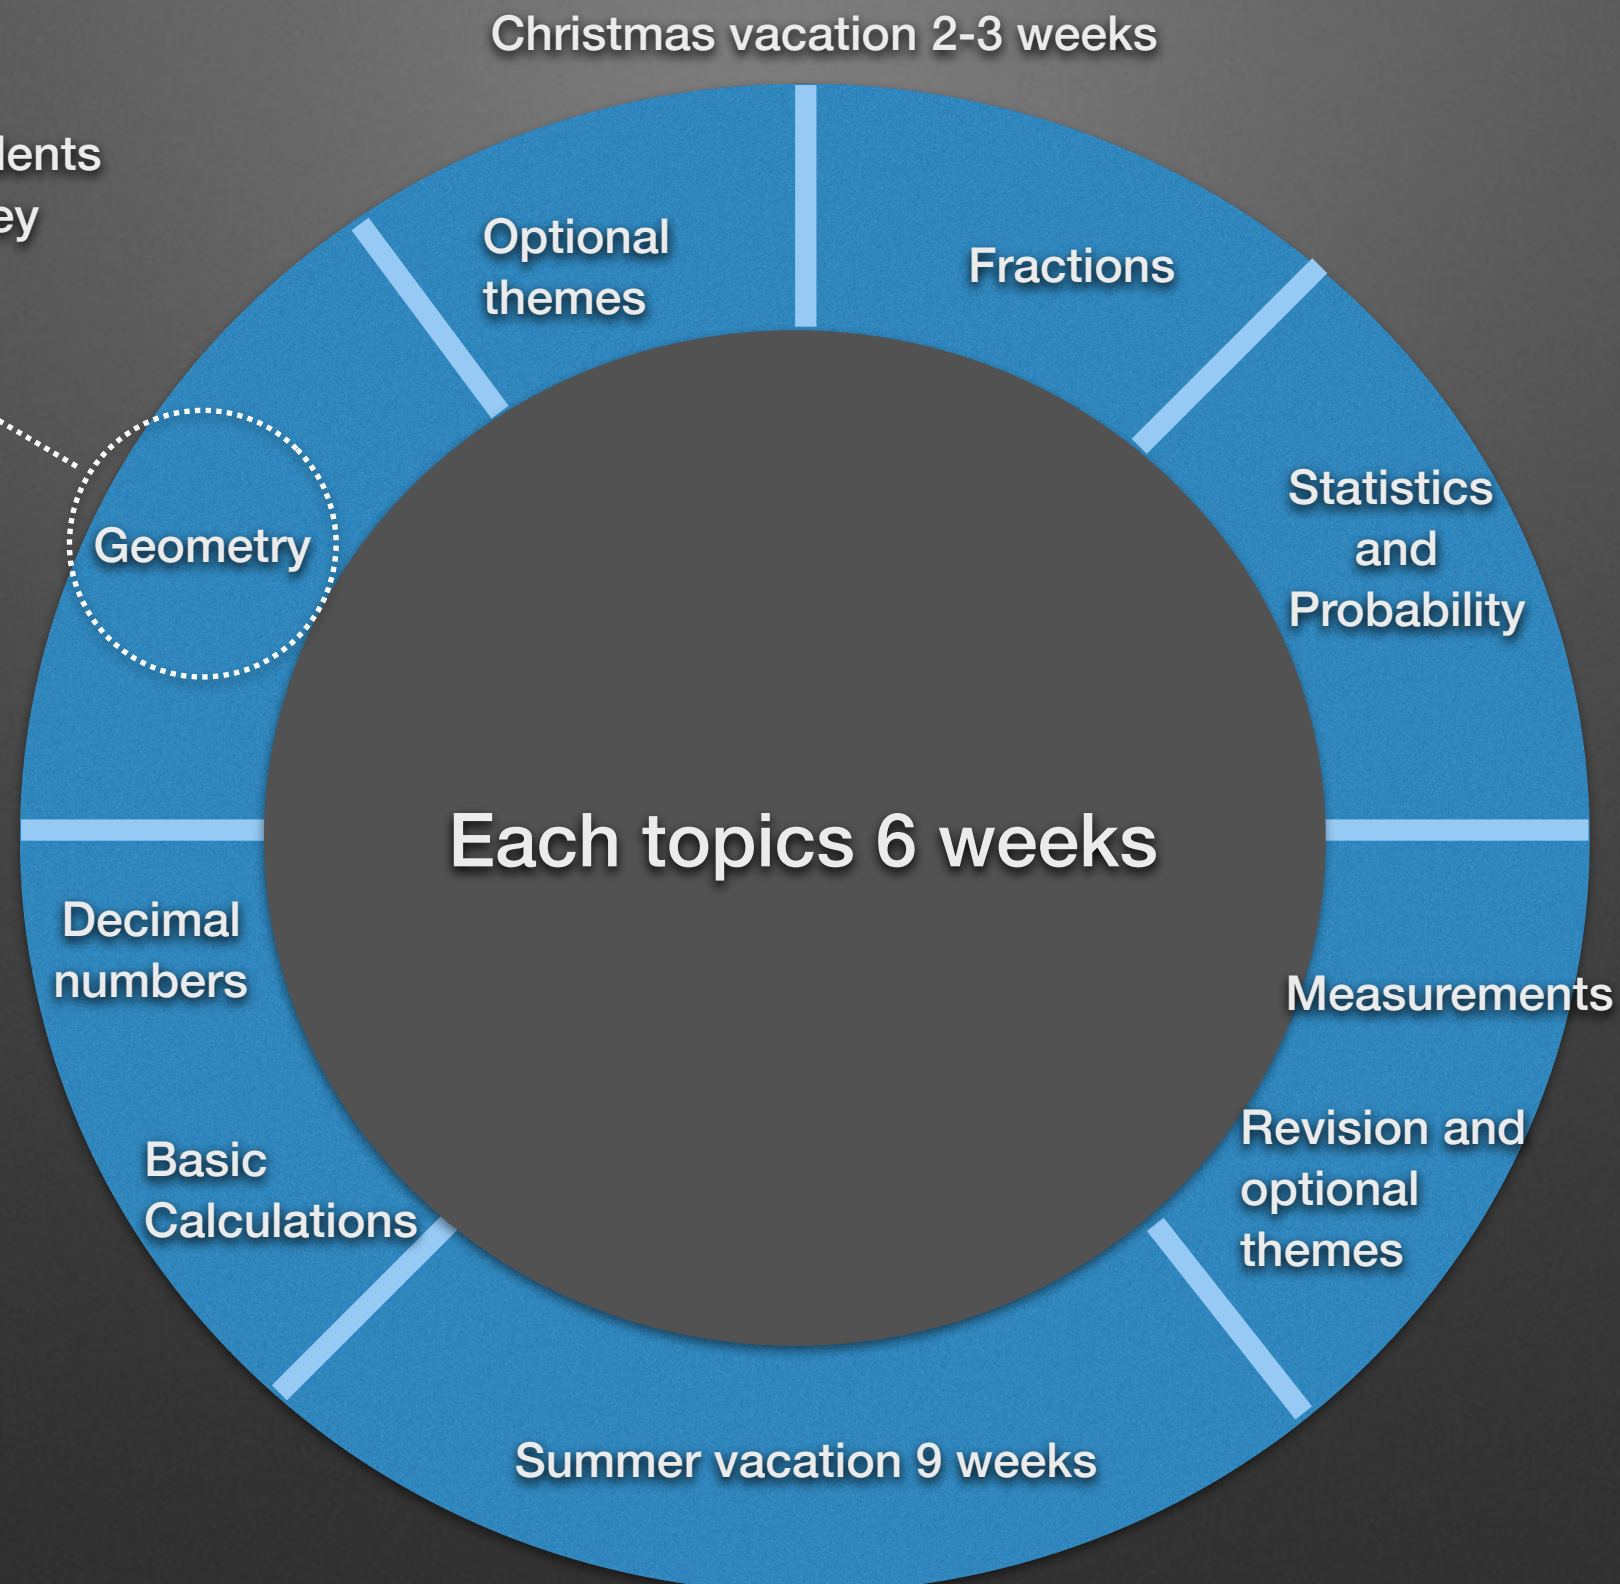 Christmas vacation 2-3 weeks
Optional
themes
Fractions
Statistics
and
Probability
Geometry
Each topics 6 weeks
Decimal
numbers
Measurements
Basic
Calculations
Revision and
optional
themes
Summer vacation 9 weeks